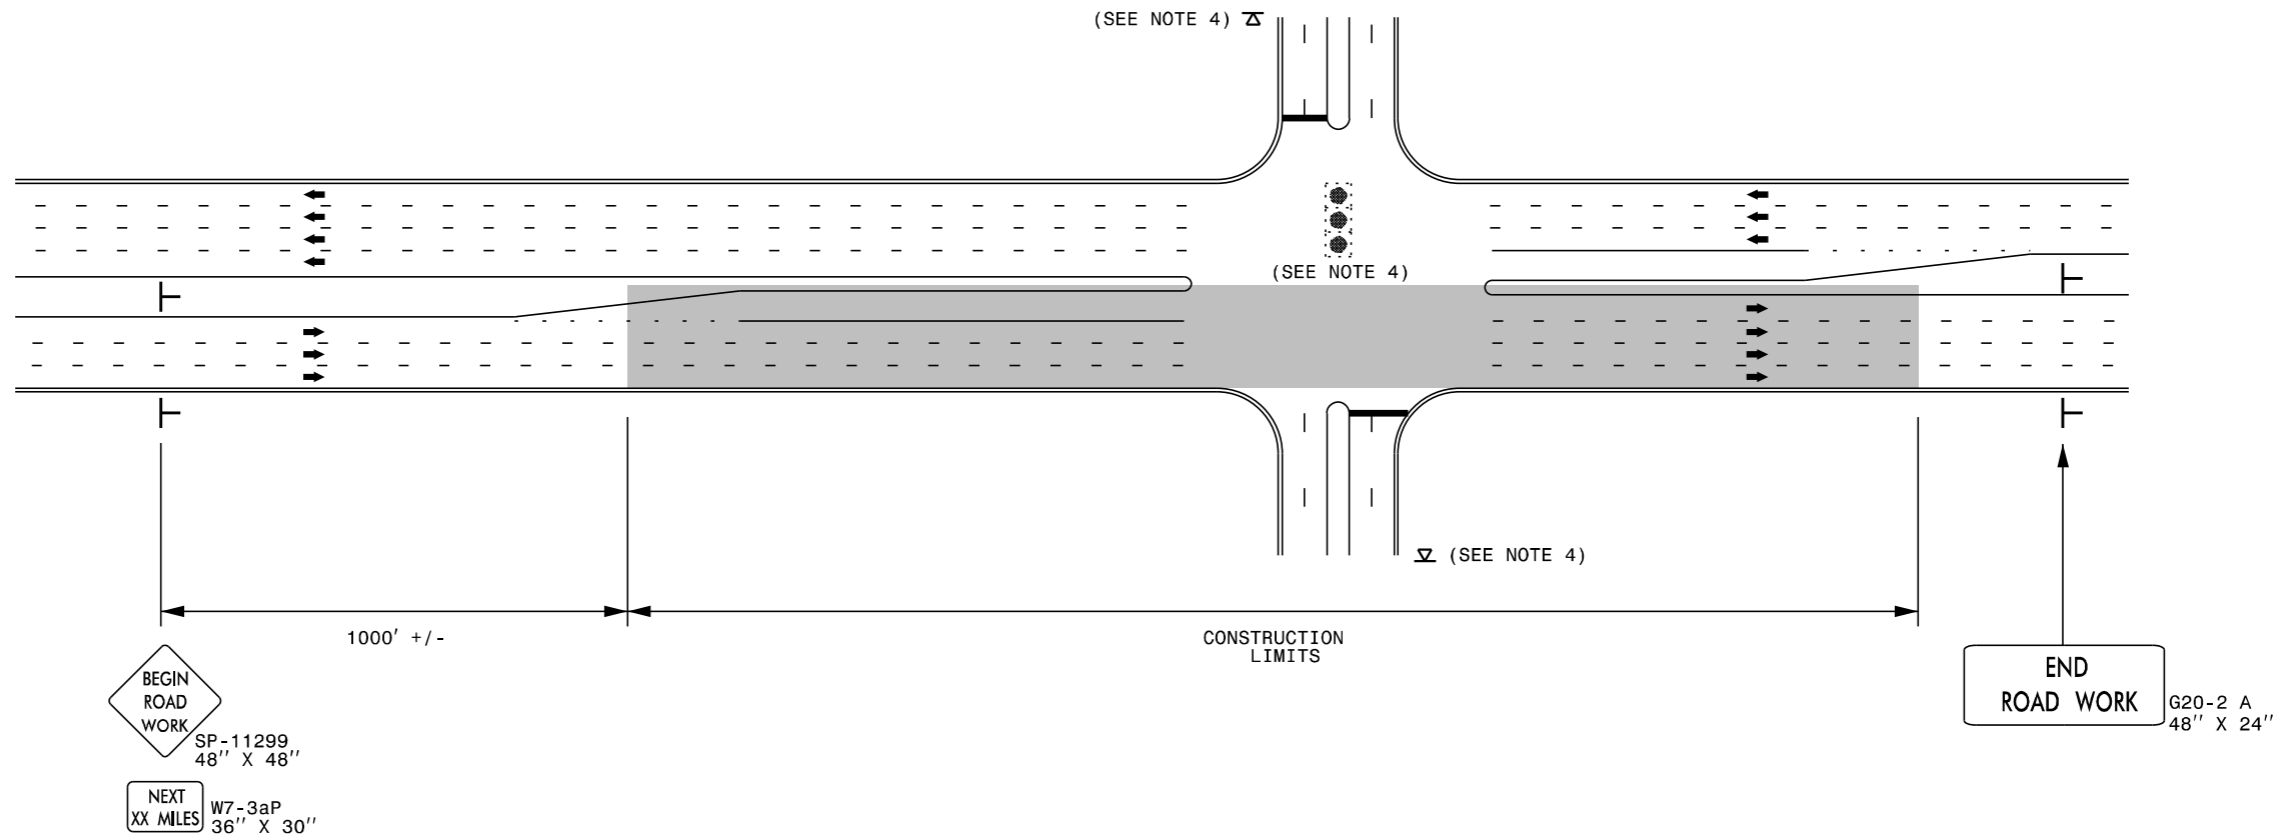 (SEE NOTE 4)
(SEE NOTE 4)
(SEE NOTE 4)
1000' +/-
CONSTRUCTION
LIMITS
BEGIN
ROAD
WORK
SP-11299
48'' X 48''
NEXT
XX MILES
W7-3aP
36'' X 30''
END
ROAD WORK
G20-2 A
48'' X 24''